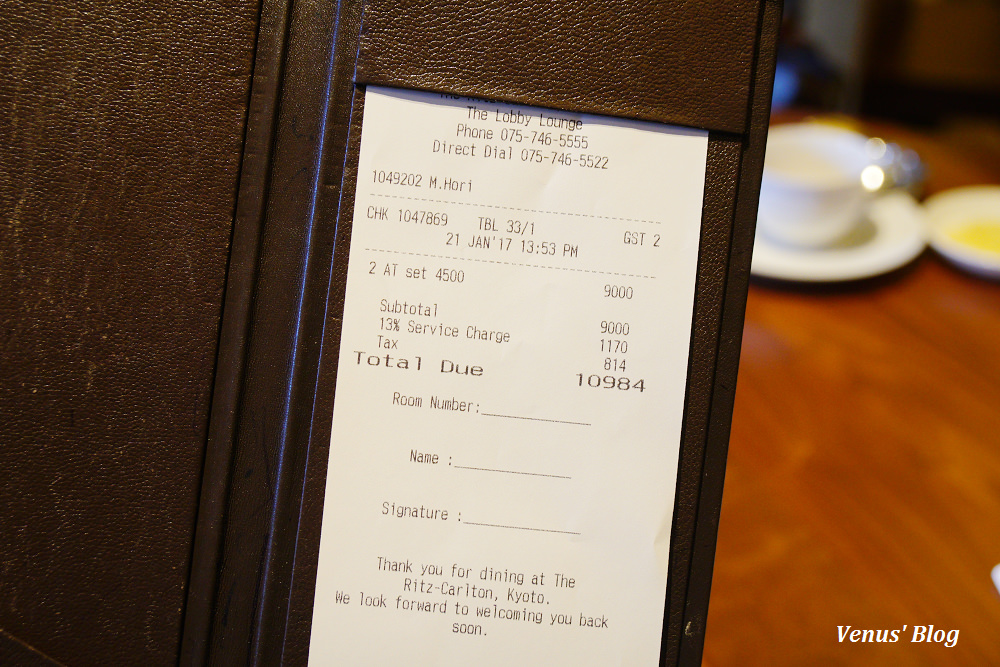 The Lobby Lounge
Phone 075-746-5555
Direct Dial 075-746-5522
1049202 M.Hori
CHK 1047869 TBL 33/1 GST 2
21 JAN'17 13:53 PM
2 AT set 4500 9000
Subtotal 9000
13% Service Charge 1170
Tax 814
Total Due 10984
Room Number:
Name :
Signature :
Thank you for dining at The
Ritz-Carlton, Kyoto.
We look forward to welcoming you back
soon.
Venus' Blog